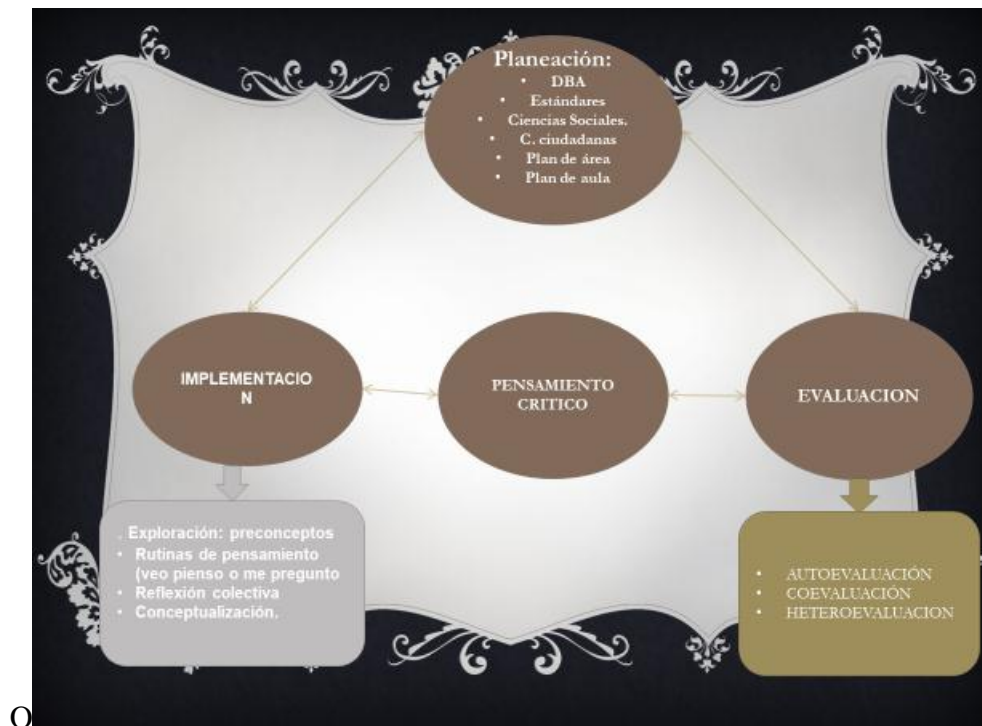 Planeación:
• DBA
• Estándares
• Ciencias Sociales.
• C. ciudadanas
• Plan de área
• Plan de aula
IMPLEMENTACIO
N
PENSAMIENTO
CRITICO
EVALUACION
. Exploración: preconceptos
• Rutinas de pensamiento
(veo pienso o me pregunto
• Reflexión colectiva
• Conceptualización.
• AUTOEVALUACIÓN
• COEVALUACIÓN
• HETEROEVALUACION
O